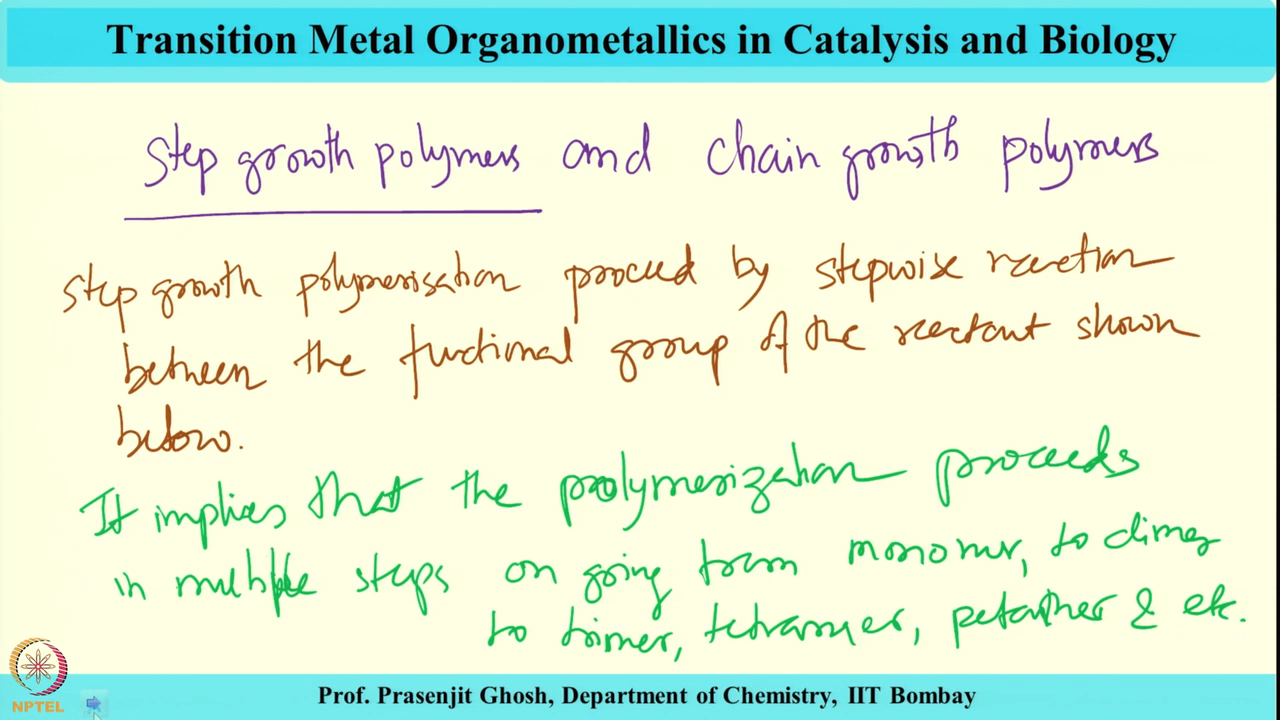 Transition Metal Organometallics in Catalysis and Biology
Step growth polymers and chain growth polymers
Step growth polymerisation proceed by stepwise reaction
between the functional group of the reactant shown
below.
It implies that the polymerization proceeds
in multiple steps on going from monomer, to dimer
to trimer, tetramer, petamer & etc.
Prof. Prasenjit Ghosh, Department of Chemistry, IIT Bombay
NPTEL